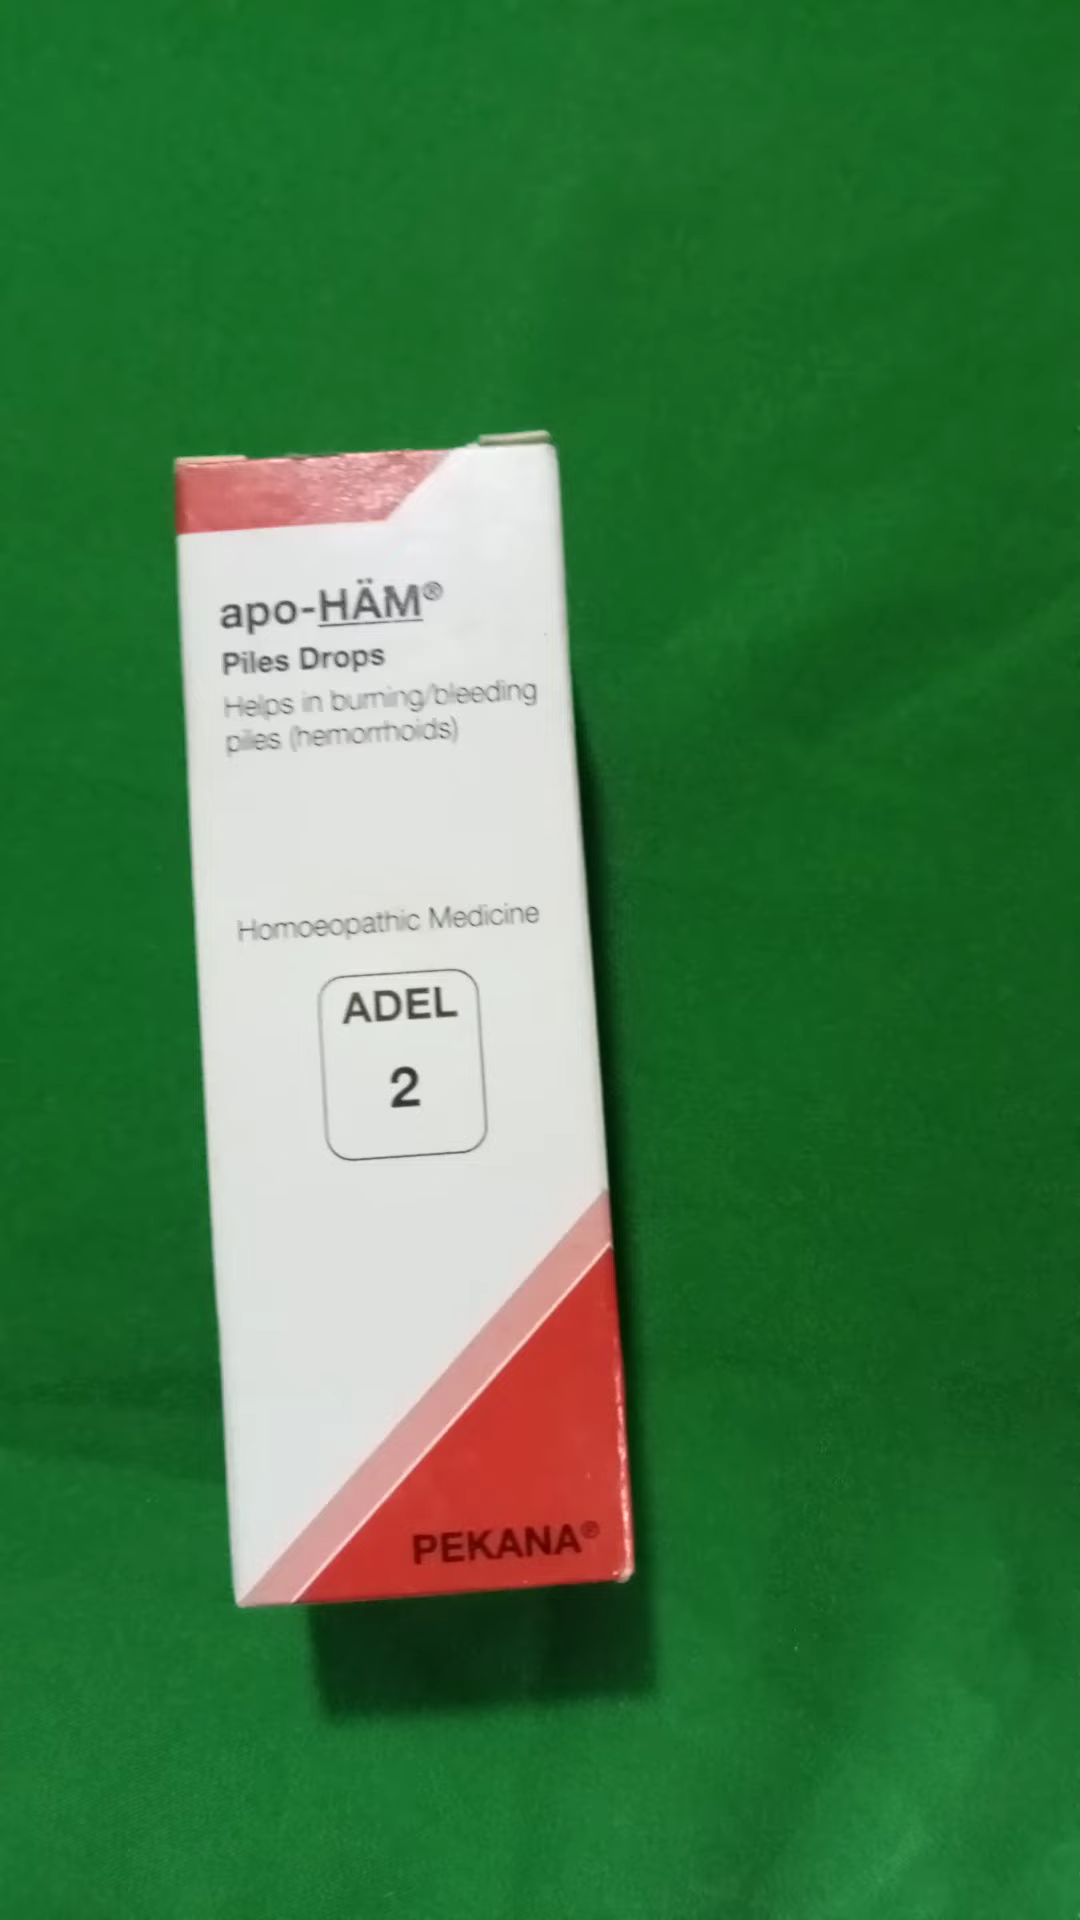 apo-HÄM®
Piles Drops
Helps in burning/bleeding
piles (hemorrhoids)
Homoeopathic Medicine
ADEL
2
PEKANA®